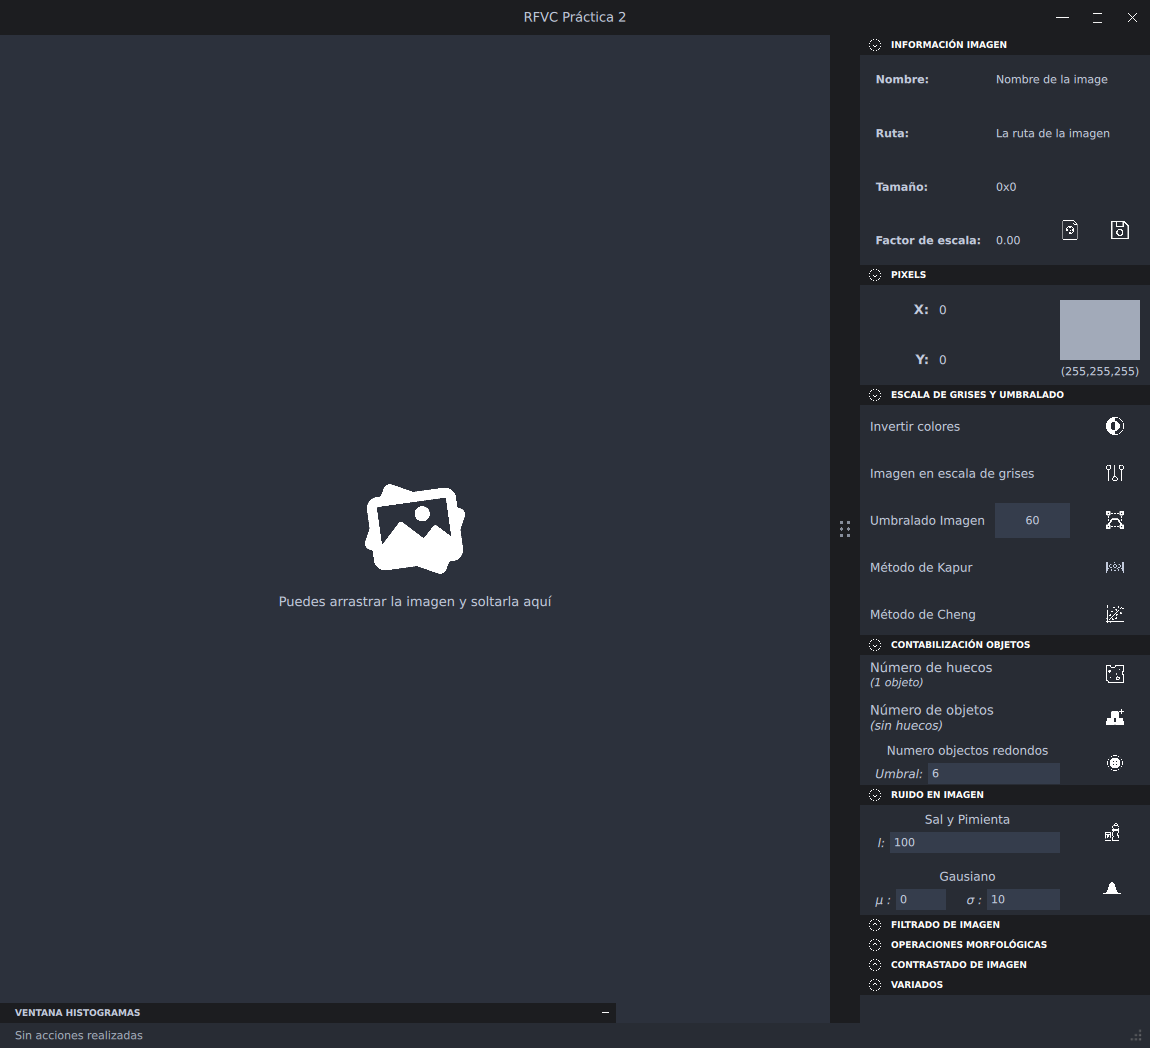 RFVC Práctica 2
INFORMACIÓN IMAGEN
Nombre: Nombre de la image
Ruta: La ruta de la imagen
Tamaño: 0x0
Factor de escala: 0.00
PIXELS
X: 0
Y: 0
(255,255,255)
ESCALA DE GRISES Y UMBRALADO
Invertir colores
Imagen en escala de grises
Umbralado Imagen 60
Método de Kapur
Método de Cheng
CONTABILIZACIÓN OBJETOS
Número de huecos
(1 objeto)
Número de objetos
(sin huecos)
Numero objectos redondos
Umbral: 6
RUIDO EN IMAGEN
Sal y Pimienta
l: 100
Gausiano
μ : 0 σ : 10
FILTRADO DE IMAGEN
OPERACIONES MORFOLÓGICAS
CONTRASTADO DE IMAGEN
VARIADOS
Puedes arrastrar la imagen y soltarla aquí
VENTANA HISTOGRAMAS
Sin acciones realizadas